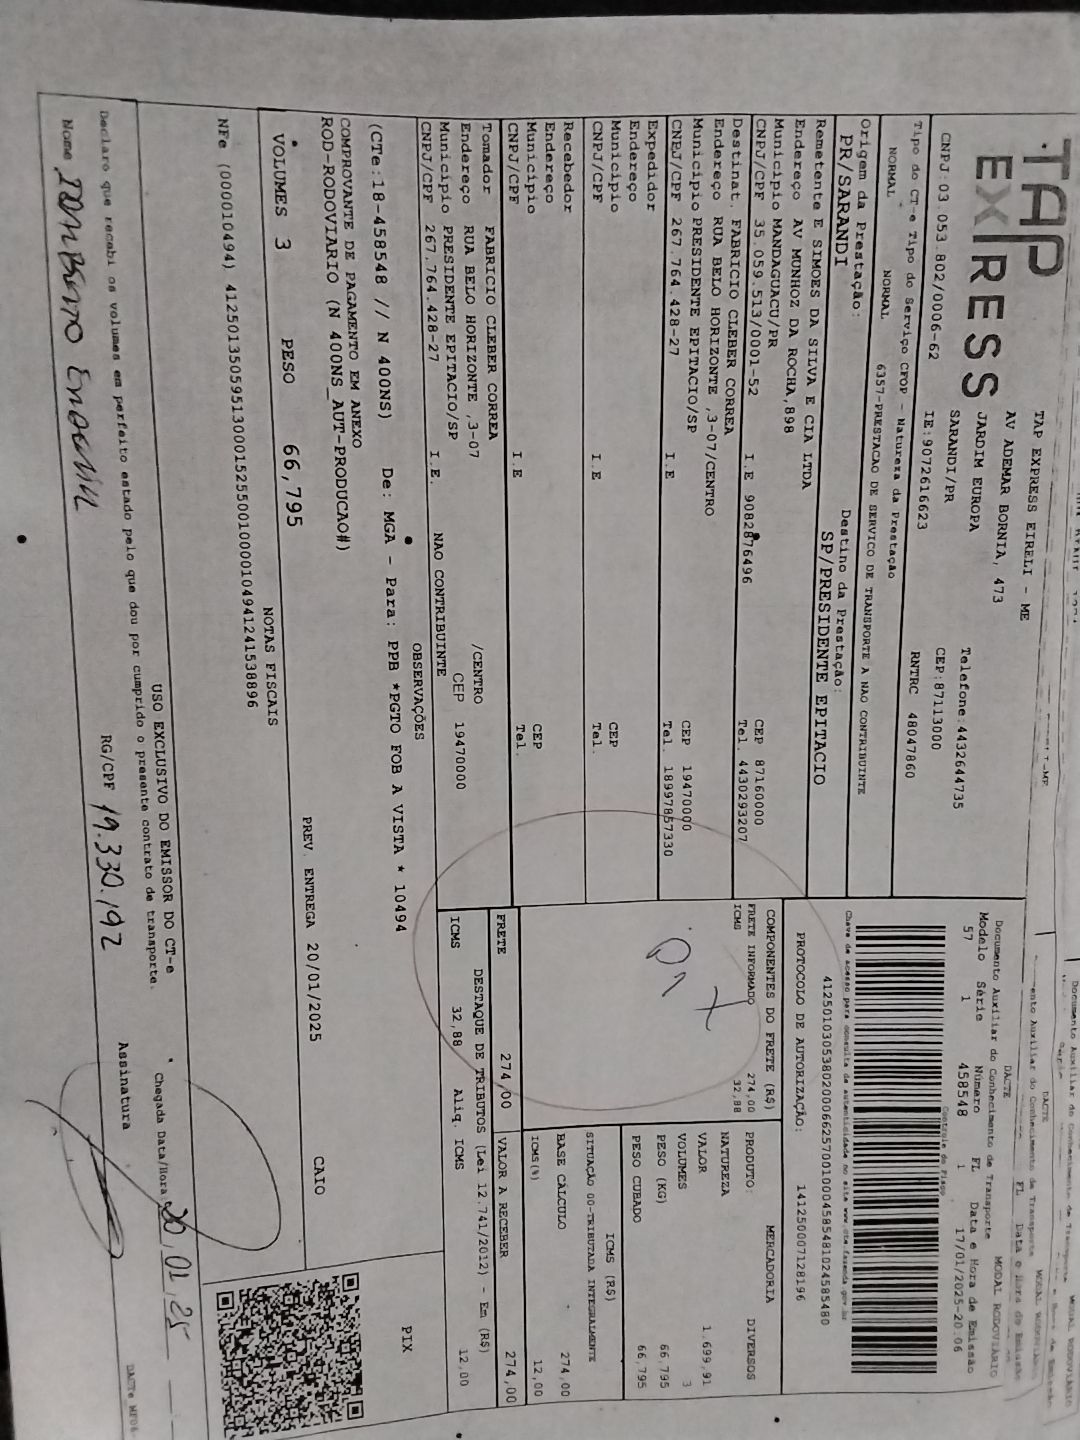 TAP
EXPRESS
TAP EXPRESS EIRELI - ME
AV ADEMAR BORNIA, 473
JARDIM EUROPA
SARANDI/PR
Telefone:4432644735
CEP:87113000
CNPJ:03.053.802/0006-62
IE:9072616623
RNTRC 48047860
DACTE
Documento Auxiliar do Conhecimento de Transporte
MODAL RODOVIÁRIO
Modelo Série Número FL Data e Hora de Emissão
57 1 458548 1 17/01/2025-20:06
Controle do Fisco
Tipo do CT-e Tipo do Serviço CFOP - Natureza da Prestação
NORMAL NORMAL 6357-PRESTACAO DE SERVICO DE TRANSPORTE A NAO CONTRIBUINTE
Chave de acesso para consulta de autenticidade no site www.cte.fazenda.gov.br
41250103053802000662570010004585481024585480
PROTOCOLO DE AUTORIZAÇÃO: 141250007128196
Origem da Prestação: Destino da Prestação:
PR/SARANDI SP/PRESIDENTE EPITACIO
Remetente E SIMOES DA SILVA E CIA LTDA
Endereço AV MUNHOZ DA ROCHA,898
Município MANDAGUACU/PR CEP 87160000
CNPJ/CPF 35.059.513/0001-52 I.E 9082876496 Tel. 4430293207
Destinat. FABRICIO CLEBER CORREA
Endereço RUA BELO HORIZONTE ,3-07/CENTRO
Município PRESIDENTE EPITACIO/SP CEP 19470000
CNPJ/CPF 267.764.428-27 I.E Tel. 18997857330
Expedidor
Endereço
Município CEP
CNPJ/CPF I.E Tel.
Recebedor
Endereço
Município CEP
CNPJ/CPF I.E Tel.
Tomador FABRICIO CLEBER CORREA
Endereço RUA BELO HORIZONTE ,3-07 /CENTRO
Município PRESIDENTE EPITACIO/SP CEP 19470000
CNPJ/CPF 267.764.428-27 I.E. NAO CONTRIBUINTE
COMPONENTES DO FRETE (R$)
FRETE INFORMADO 274,00
ICMS 32,88
MERCADORIA
PRODUTO: DIVERSOS
NATUREZA
VALOR 1.699,91
VOLUMES 3
PESO (KG) 66,795
PESO CUBADO 66,795
ICMS (R$)
SITUAÇÃO 00-TRIBUTADA INTEGRALMENTE
BASE CÁLCULO 274,00
ICMS(%) 12,00
FRETE 274,00 VALOR A RECEBER 274,00
DESTAQUE DE TRIBUTOS (Lei 12.741/2012) - Em (R$)
ICMS 32,88 Aliq. ICMS 12,00
OBSERVAÇÕES
(CTe:18-458548 // N 400NS) De: MGA - Para: PPB *PGTO FOB A VISTA * 10494
COMPROVANTE DE PAGAMENTO EM ANEXO
ROD-RODOVIARIO (N 400NS_AUT-PRODUCAO#)
PIX
VOLUMES 3 PESO 66,795 PREV. ENTREGA 20/01/2025 CAIO
NOTAS FISCAIS
NFe (000010494) 41250135059513000152550010000104941241538896
USO EXCLUSIVO DO EMISSOR DO CT-e
Declaro que recebi os volumes em perfeito estado pelo que dou por cumprido o presente contrato de transporte.
Chegada Data/Hora: 20 01 25
Nome RG/CPF 19.330.192 Assinatura